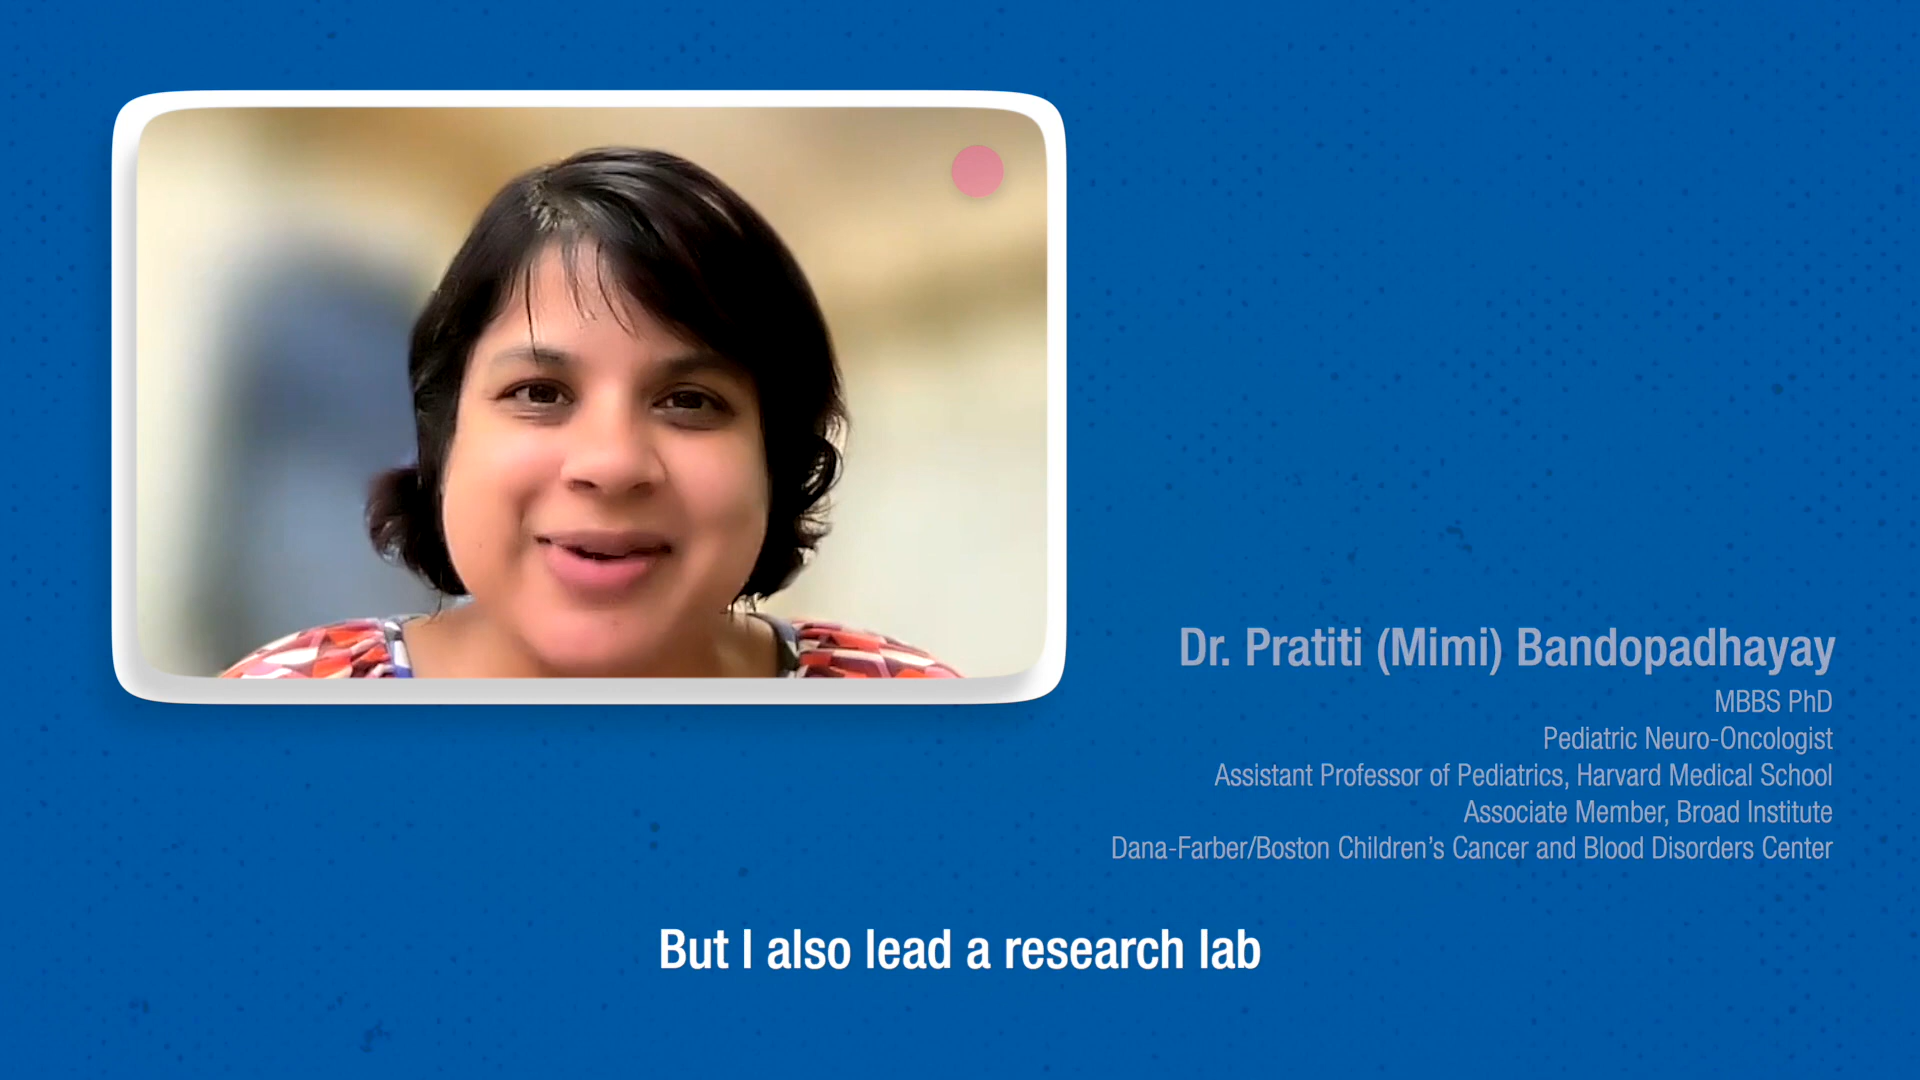 Dr. Pratiti (Mimi) Bandopadhayay
MBBS PhD
Pediatric Neuro-Oncologist
Assistant Professor of Pediatrics, Harvard Medical School
Associate Member, Broad Institute
Dana-Farber/Boston Children’s Cancer and Blood Disorders Center
But I also lead a research lab